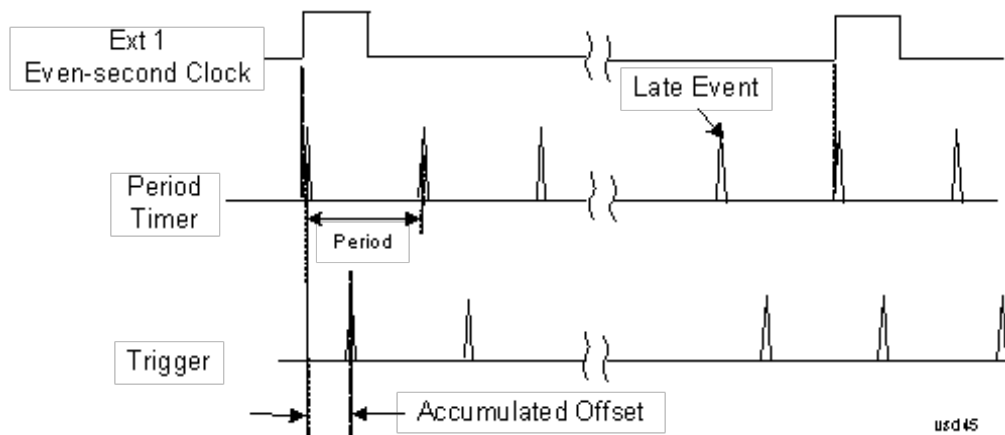 Ext 1
Even-second Clock
Late Event
Period
Timer
Period
Trigger
Accumulated Offset
usd45